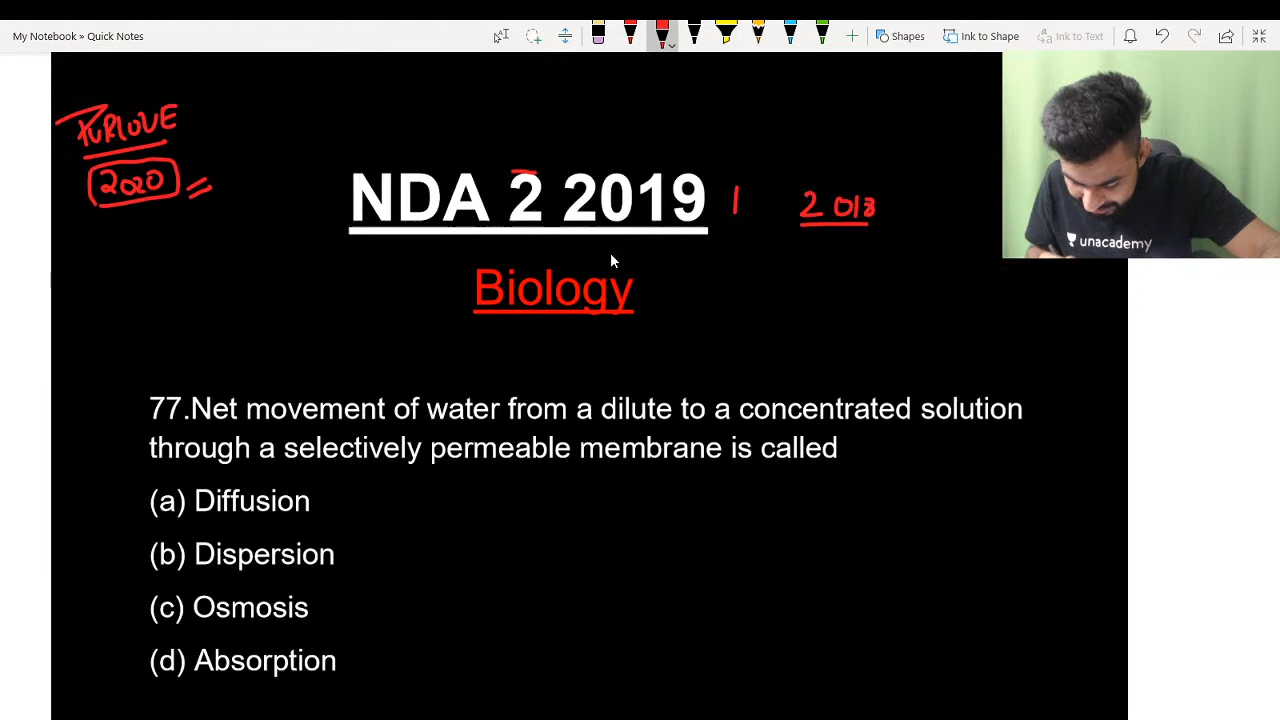 My Notebook » Quick Notes
Shapes
Ink to Shape
Ink to Text
2020
NDA 2 2019
2018
unacademy
Biology
77.Net movement of water from a dilute to a concentrated solution
through a selectively permeable membrane is called
(a) Diffusion
(b) Dispersion
(c) Osmosis
(d) Absorption